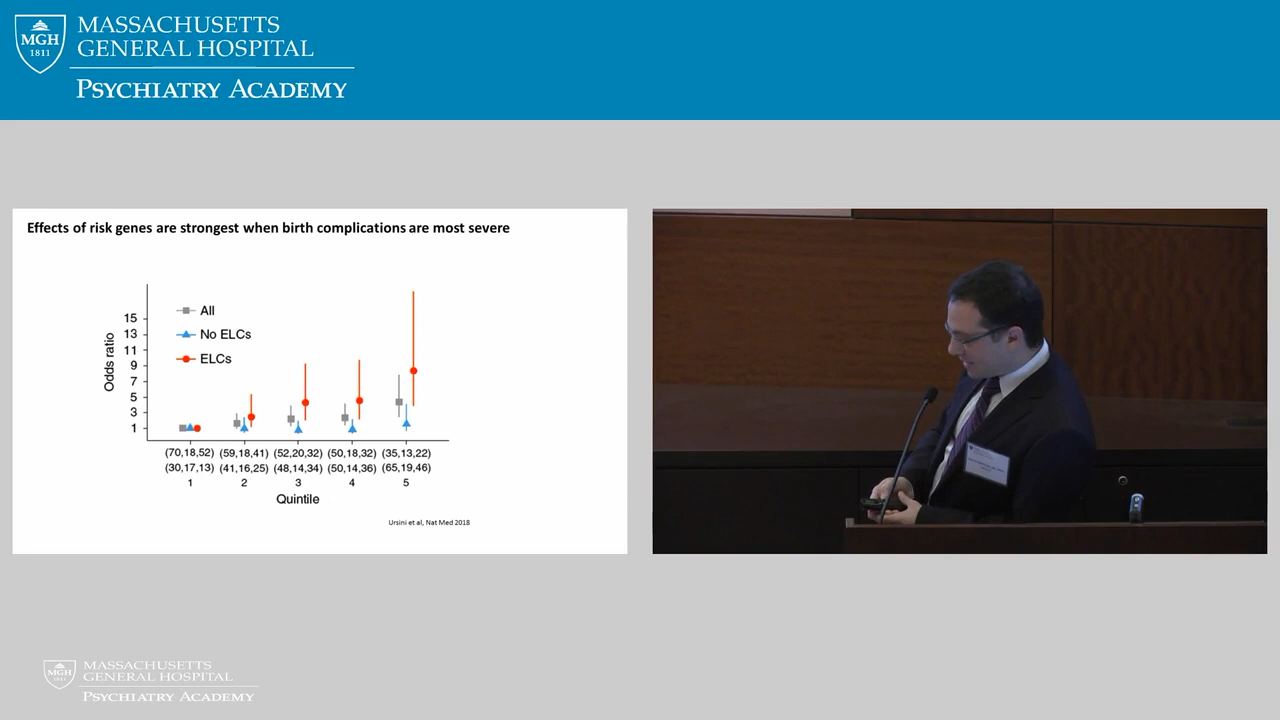 MASSACHUSETTS
GENERAL HOSPITAL
PSYCHIATRY ACADEMY
MGH
1811
Effects of risk genes are strongest when birth complications are most severe
Odds ratio
15
13
11
9
7
5
3
1
All
No ELCs
ELCs
(70,18,52) (59,18,41) (52,20,32) (50,18,32) (35,13,22)
(30,17,13) (41,16,25) (48,14,34) (50,14,36) (65,19,46)
1 2 3 4 5
Quintile
Ursini et al, Nat Med 2018
MGH
1811
MASSACHUSETTS
GENERAL HOSPITAL
PSYCHIATRY ACADEMY